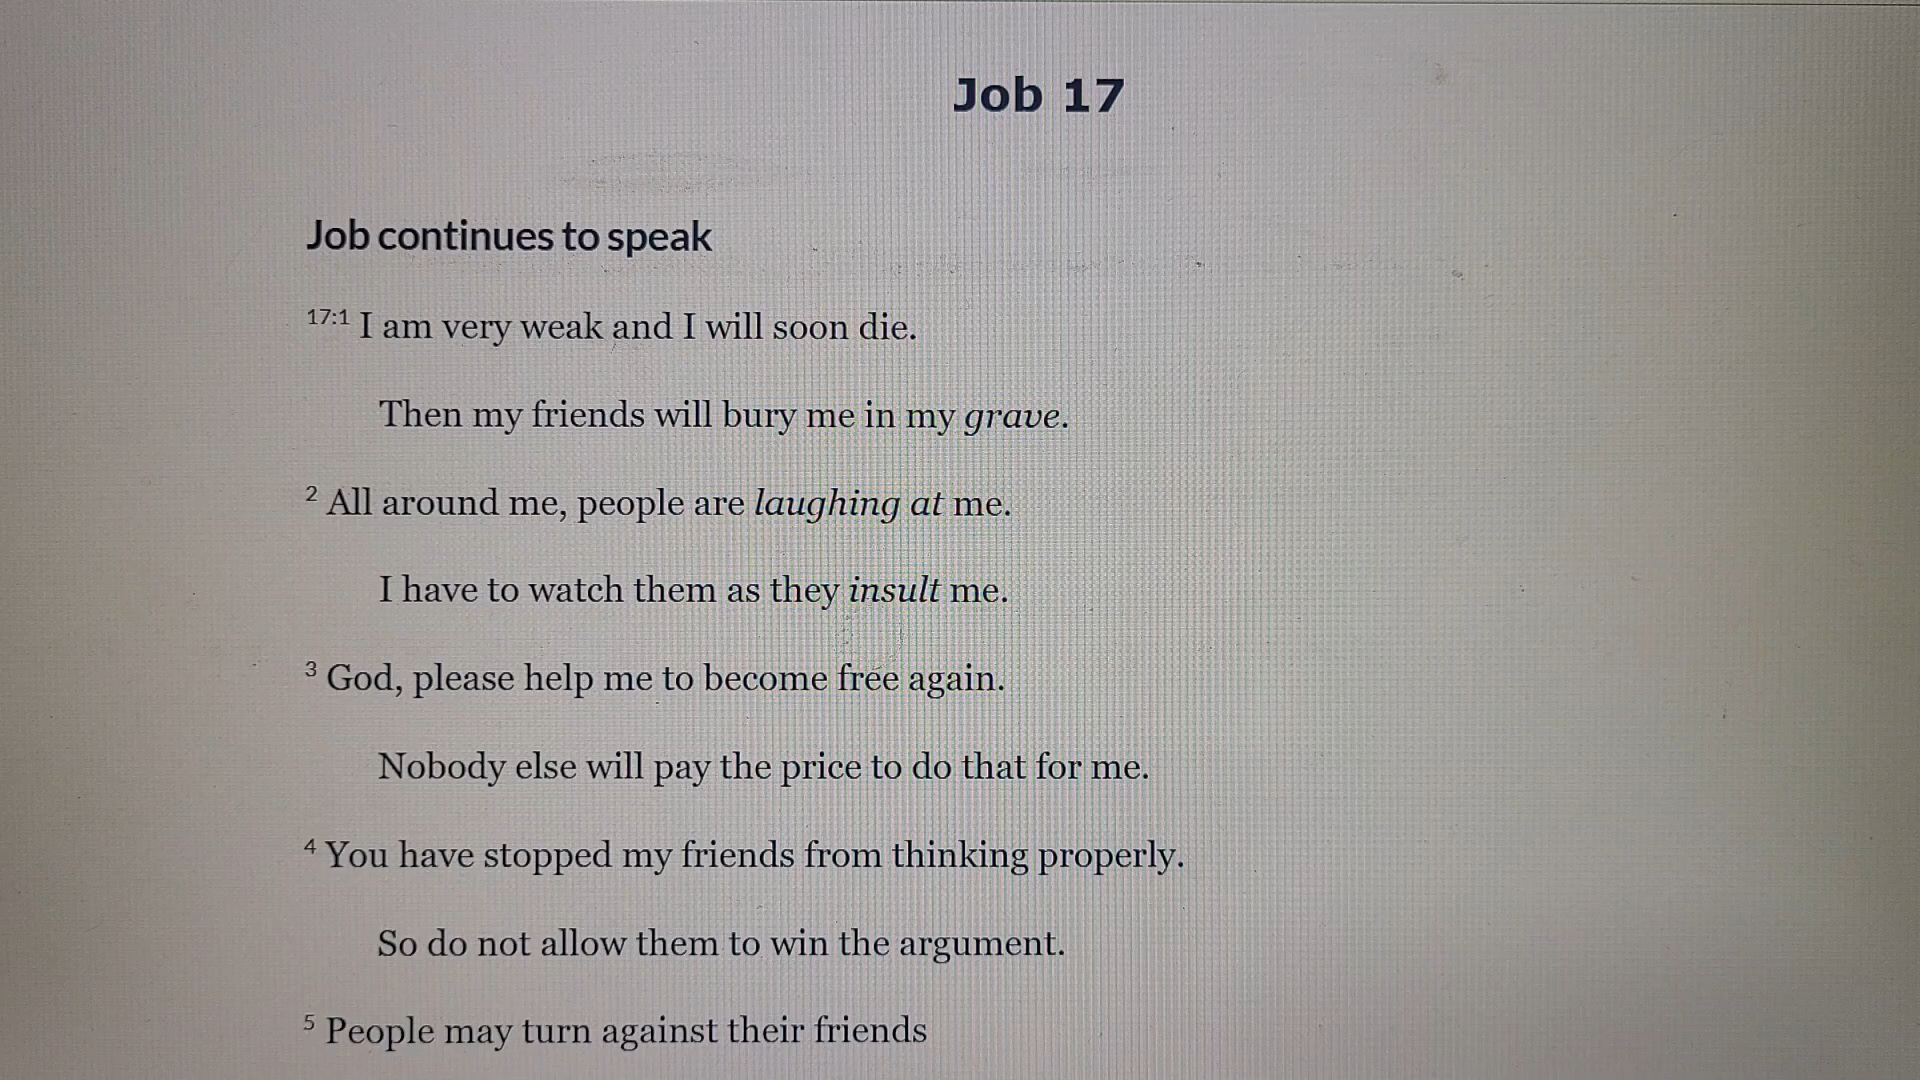 Job 17
Job continues to speak
17:1 I am very weak and I will soon die.
Then my friends will bury me in my grave.
2 All around me, people are laughing at me.
I have to watch them as they insult me.
3 God, please help me to become free again.
Nobody else will pay the price to do that for me.
4 You have stopped my friends from thinking properly.
So do not allow them to win the argument.
5 People may turn against their friends